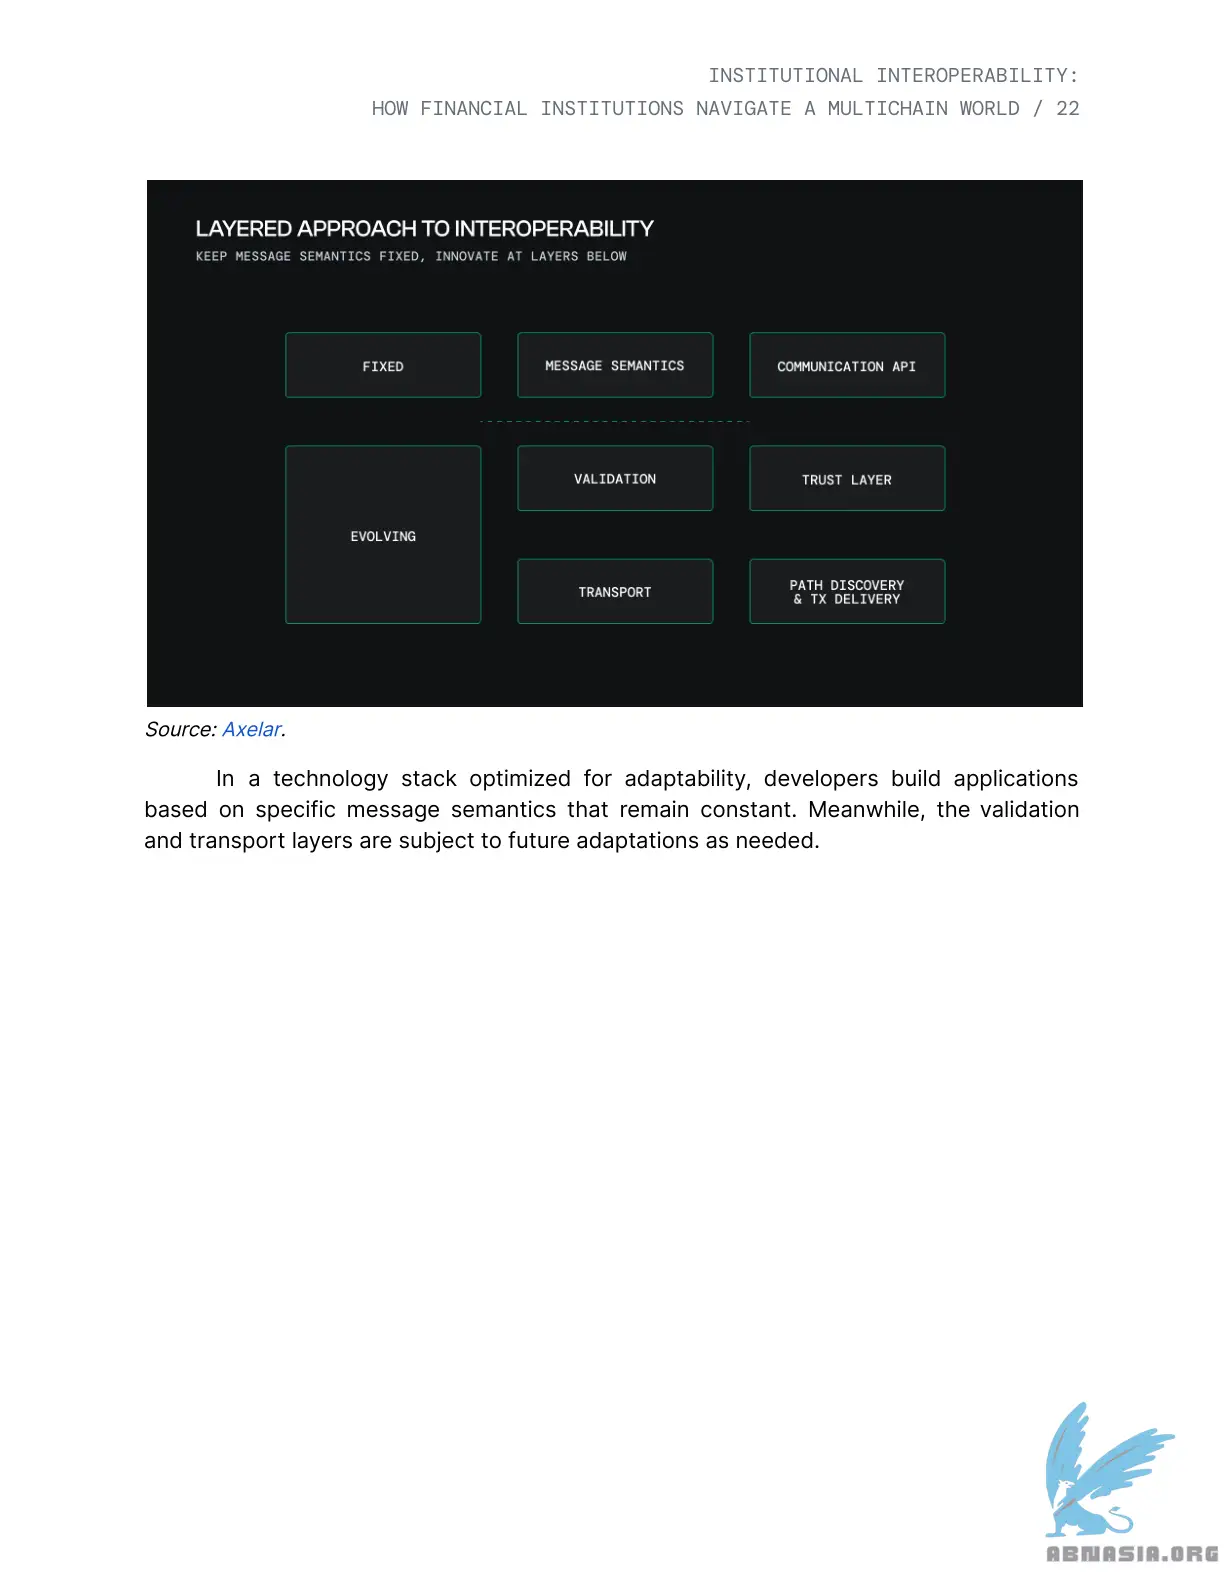 INSTITUTIONAL INTEROPERABILITY:
HOW FINANCIAL INSTITUTIONS NAVIGATE A MULTICHAIN WORLD / 22
LAYERED APPROACH TO INTEROPERABILITY
KEEP MESSAGE SEMANTICS FIXED, INNOVATE AT LAYERS BELOW
FIXED
MESSAGE SEMANTICS
COMMUNICATION API
EVOLVING
VALIDATION
TRUST LAYER
TRANSPORT
PATH DISCOVERY
& TX DELIVERY
Source: Axelar.
In a technology stack optimized for adaptability, developers build applications
based on specific message semantics that remain constant. Meanwhile, the validation
and transport layers are subject to future adaptations as needed.
ABNASIA.ORG